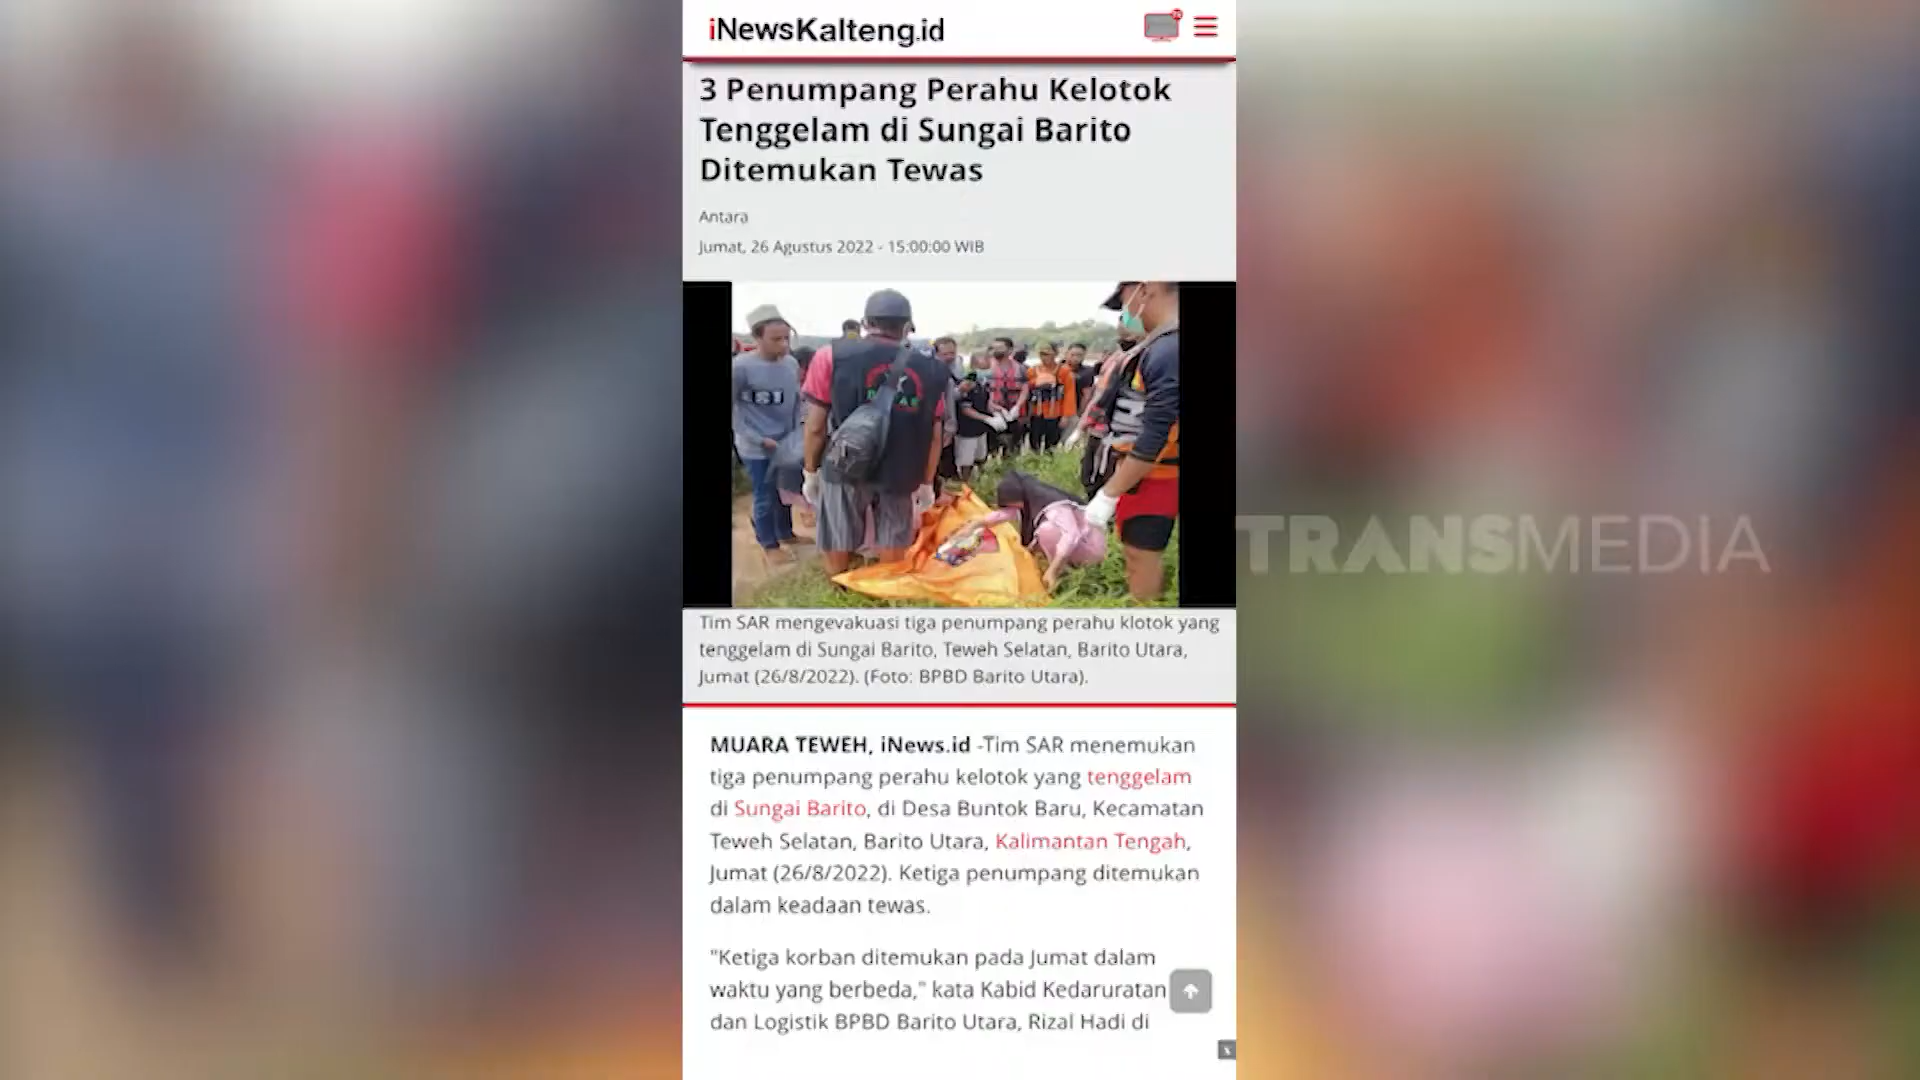 iNewsKalteng.id
3 Penumpang Perahu Kelotok
Tenggelam di Sungai Barito
Ditemukan Tewas
Antara
Jumat, 26 Agustus 2022 - 15:00:00 WIB
TRANSMEDIA
Tim SAR mengevakuasi tiga penumpang perahu klotok yang
tenggelam di Sungai Barito, Teweh Selatan, Barito Utara,
Jumat (26/8/2022). (Foto: BPBD Barito Utara).
MUARA TEWEH, iNews.id -Tim SAR menemukan
tiga penumpang perahu kelotok yang tenggelam
di Sungai Barito, di Desa Buntok Baru, Kecamatan
Teweh Selatan, Barito Utara, Kalimantan Tengah,
Jumat (26/8/2022). Ketiga penumpang ditemukan
dalam keadaan tewas.
"Ketiga korban ditemukan pada Jumat dalam
waktu yang berbeda," kata Kabid Kedaruratan
dan Logistik BPBD Barito Utara, Rizal Hadi di